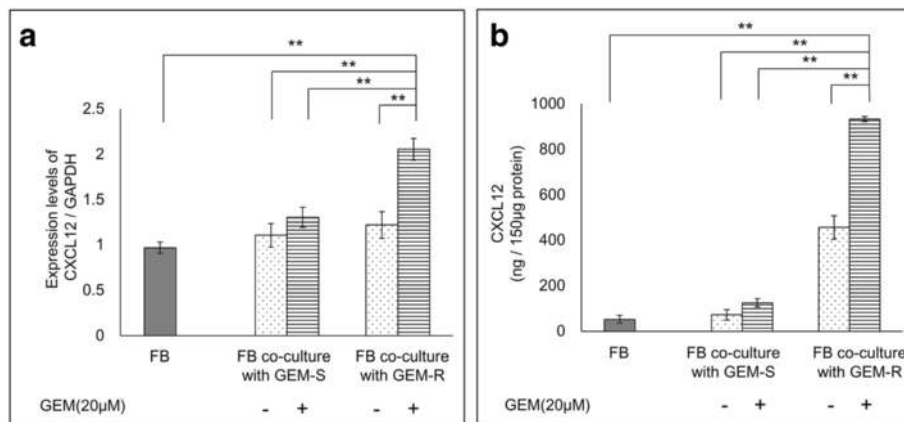 a
**
**
**
**
2.5
2
1.5
1
0.5
0
Expression levels of
CXCL12 / GAPDH
FB
FB co-culture
with GEM-S
FB co-culture
with GEM-R
GEM(20μM)
-
+
-
+
b
**
**
**
**
1000
800
600
400
200
0
CXCL12
(ng / 150μg protein)
FB
FB co-culture
with GEM-S
FB co-culture
with GEM-R
GEM(20μM)
-
+
-
+